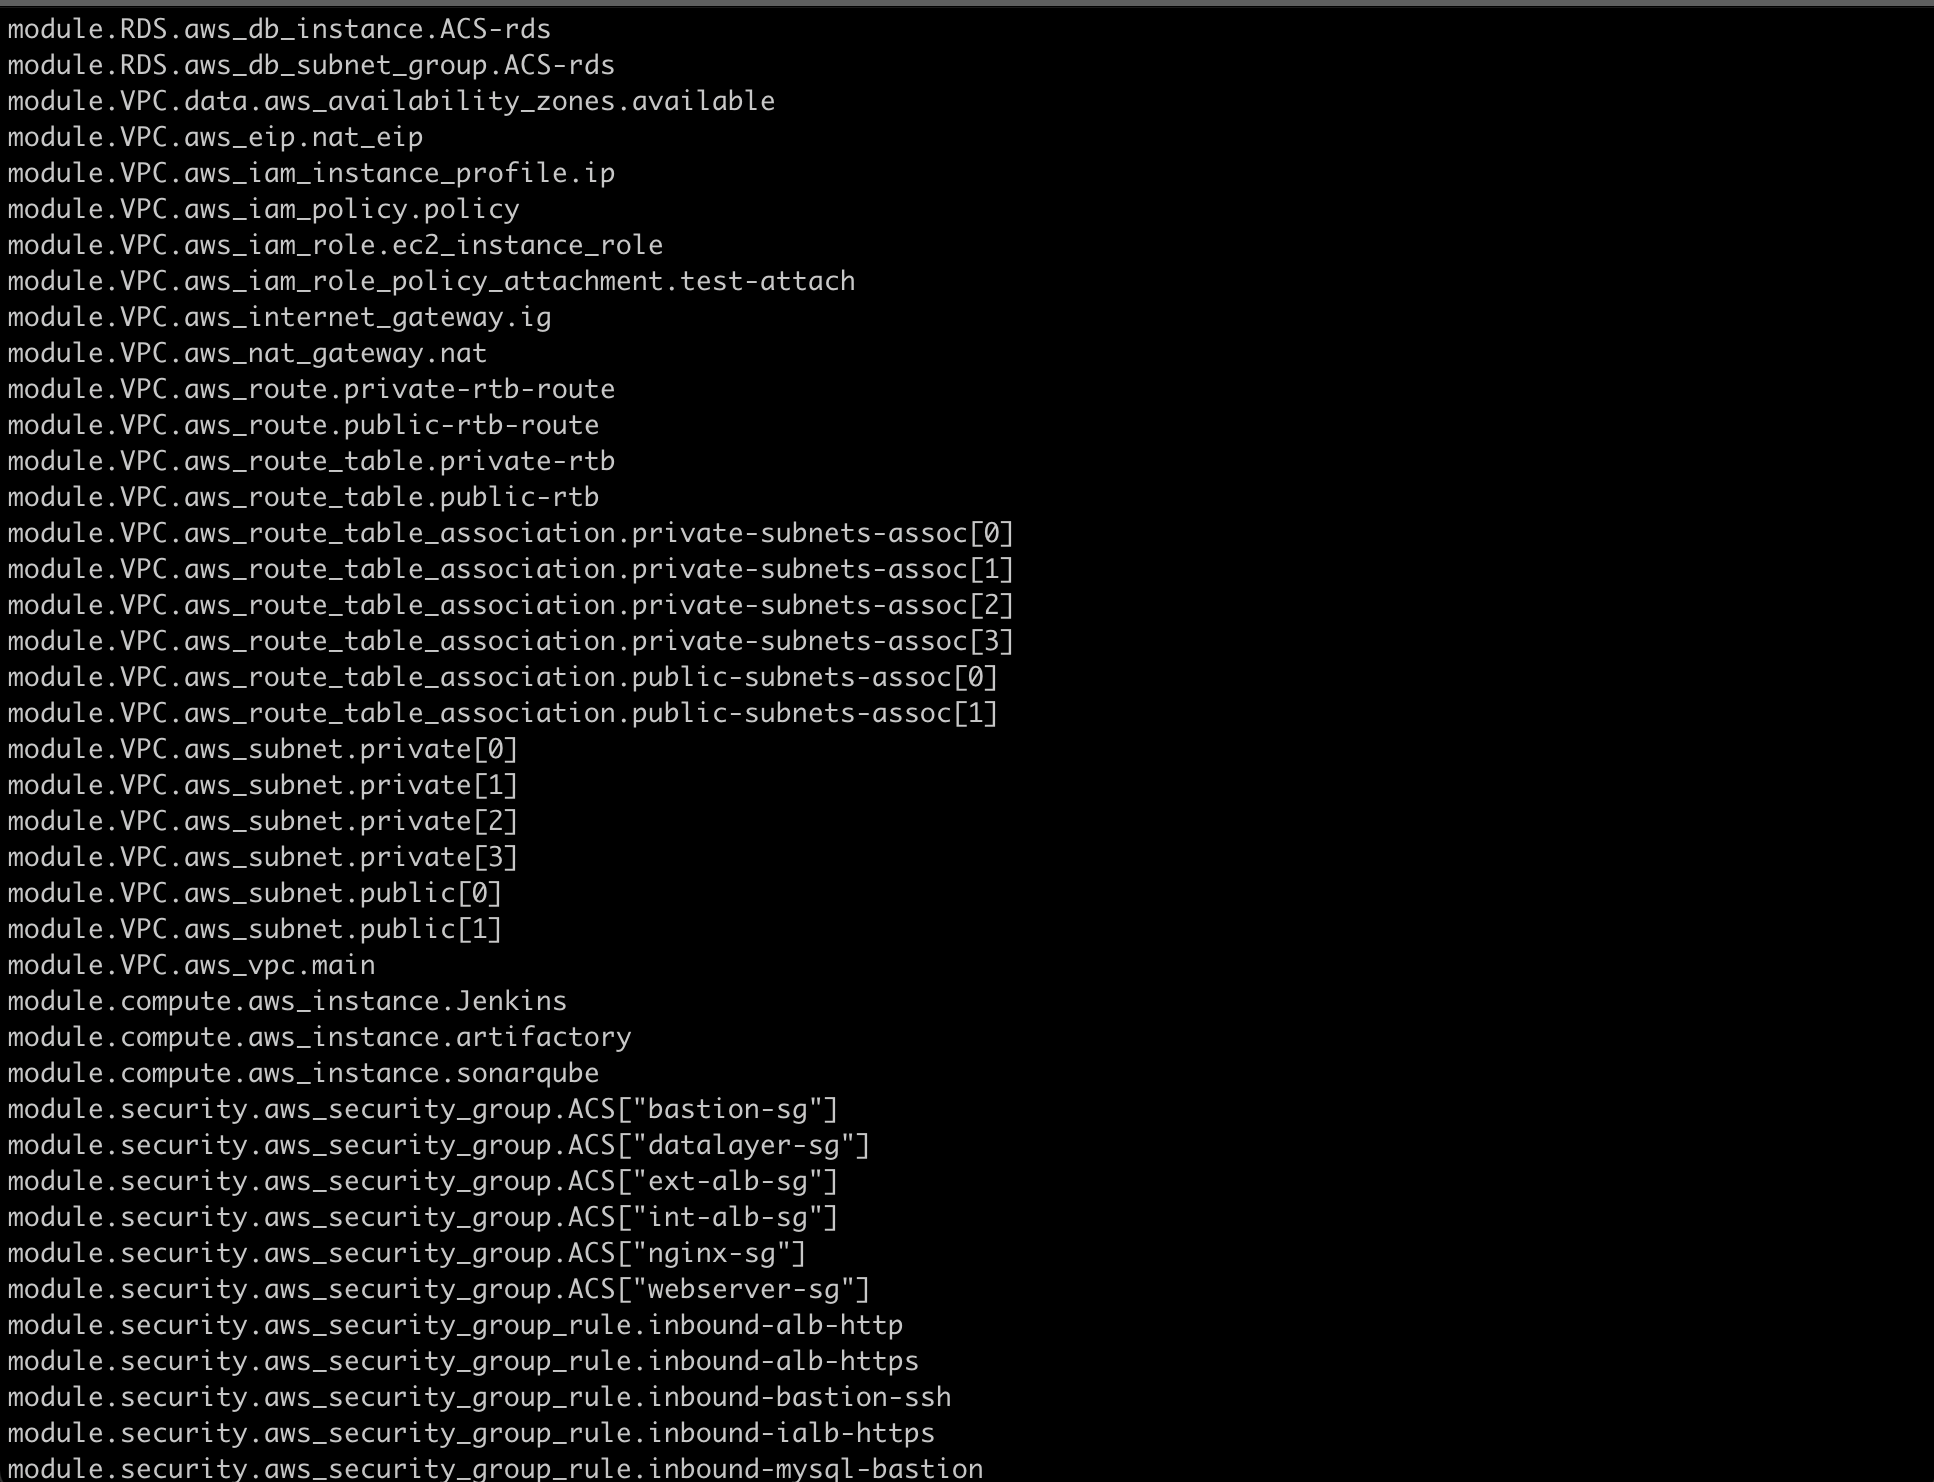 module.RDS.aws_db_instance.ACS-rds
module.RDS.aws_db_subnet_group.ACS-rds
module.VPC.data.aws_availability_zones.available
module.VPC.aws_eip.nat_eip
module.VPC.aws_iam_instance_profile.ip
module.VPC.aws_iam_policy.policy
module.VPC.aws_iam_role.ec2_instance_role
module.VPC.aws_iam_role_policy_attachment.test-attach
module.VPC.aws_internet_gateway.ig
module.VPC.aws_nat_gateway.nat
module.VPC.aws_route.private-rtb-route
module.VPC.aws_route.public-rtb-route
module.VPC.aws_route_table.private-rtb
module.VPC.aws_route_table.public-rtb
module.VPC.aws_route_table_association.private-subnets-assoc[0]
module.VPC.aws_route_table_association.private-subnets-assoc[1]
module.VPC.aws_route_table_association.private-subnets-assoc[2]
module.VPC.aws_route_table_association.private-subnets-assoc[3]
module.VPC.aws_route_table_association.public-subnets-assoc[0]
module.VPC.aws_route_table_association.public-subnets-assoc[1]
module.VPC.aws_subnet.private[0]
module.VPC.aws_subnet.private[1]
module.VPC.aws_subnet.private[2]
module.VPC.aws_subnet.private[3]
module.VPC.aws_subnet.public[0]
module.VPC.aws_subnet.public[1]
module.VPC.aws_vpc.main
module.compute.aws_instance.Jenkins
module.compute.aws_instance.artifactory
module.compute.aws_instance.sonarqube
module.security.aws_security_group.ACS["bastion-sg"]
module.security.aws_security_group.ACS["datalayer-sg"]
module.security.aws_security_group.ACS["ext-alb-sg"]
module.security.aws_security_group.ACS["int-alb-sg"]
module.security.aws_security_group.ACS["nginx-sg"]
module.security.aws_security_group.ACS["webserver-sg"]
module.security.aws_security_group_rule.inbound-alb-http
module.security.aws_security_group_rule.inbound-alb-https
module.security.aws_security_group_rule.inbound-bastion-ssh
module.security.aws_security_group_rule.inbound-ialb-https
module.security.aws_security_group_rule.inbound-mysql-bastion